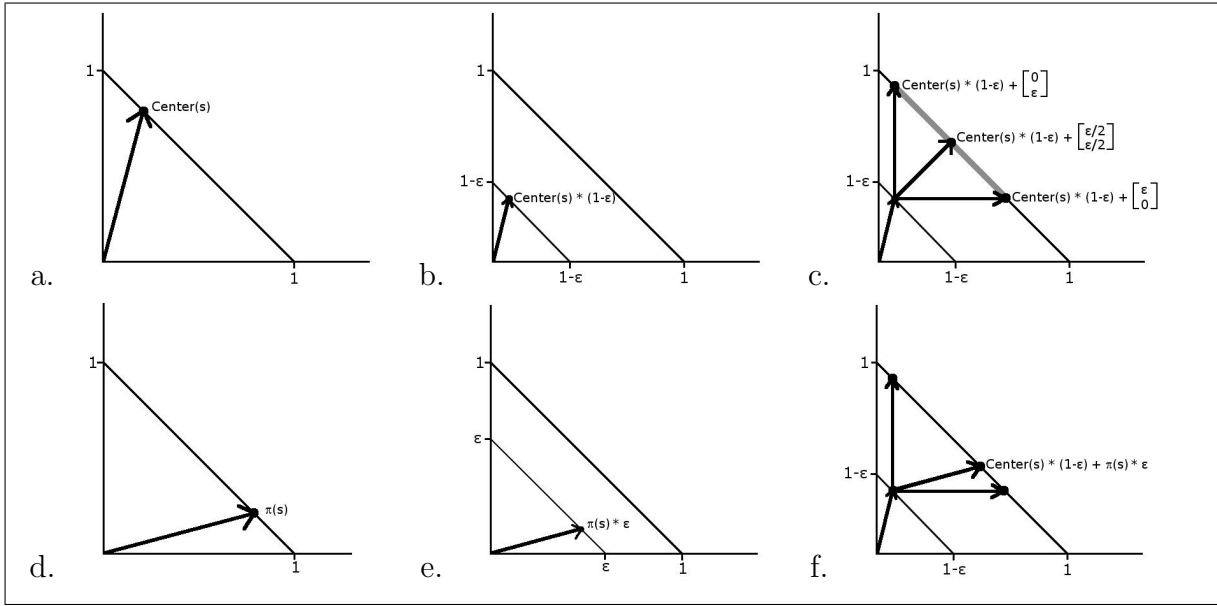 1
Center(s)
1
a.
1
1-ε
Center(s) * (1-ε)
1-ε
1
b.
1
Center(s) * (1-ε) + [0 ε]
Center(s) * (1-ε) + [ε/2 ε/2]
1-ε
Center(s) * (1-ε) + [ε 0]
1-ε
1
c.
1
π(s)
1
d.
1
ε
π(s) * ε
ε
1
e.
1
Center(s) * (1-ε) + π(s) * ε
1-ε
1-ε
1
f.